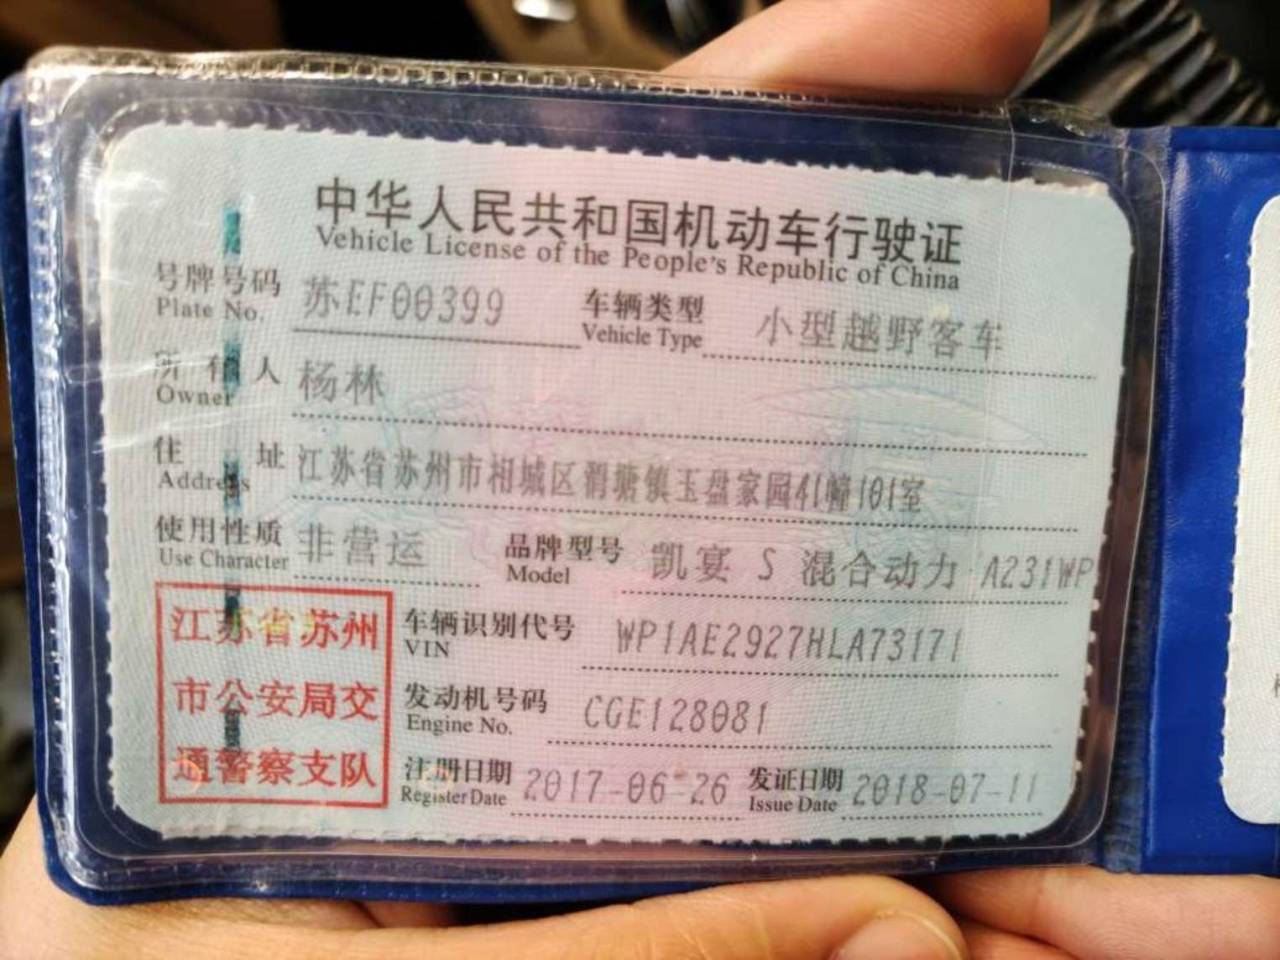 中华人民共和国机动车行驶证
Vehicle License of the People's Republic of China
号牌号码 苏EF00399 车辆类型 小型越野客车
Plate No. Vehicle Type
所有人 杨林
Owner
住址 江苏省苏州市相城区渭塘镇玉盘家园41幢101室
Address
使用性质 非营运 品牌型号 凯宴 S 混合动力 A231WP
Use Character Model
江苏省苏州
市公安局交
通警察支队
车辆识别代号 WP1AE2927HLA73171
VIN
发动机号码 CGE128081
Engine No.
注册日期 2017-06-26 发证日期 2018-07-11
Register Date Issue Date